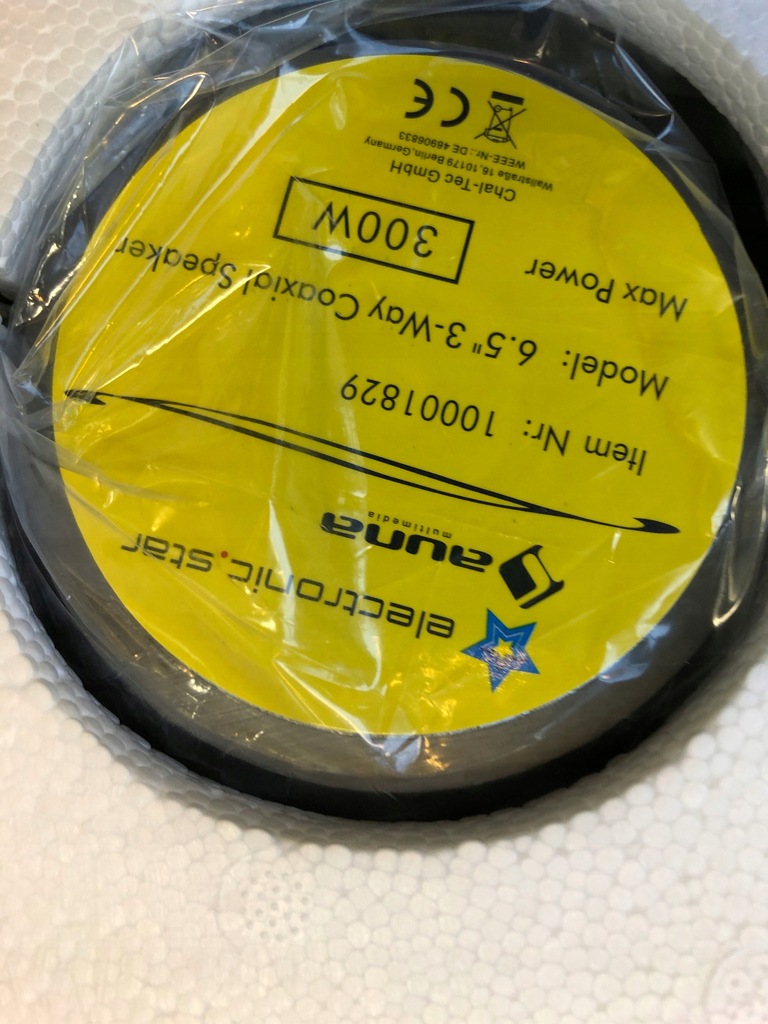 electronic.star
auna
multimedia
Item Nr: 10001829
Model: 6.5" 3-Way Coaxial Speaker
Max Power 300W
Chal-Tec GmbH
Wallstraße 16, 10179 Berlin, Germany
WEEE-Nr.: DE 46906833
CE